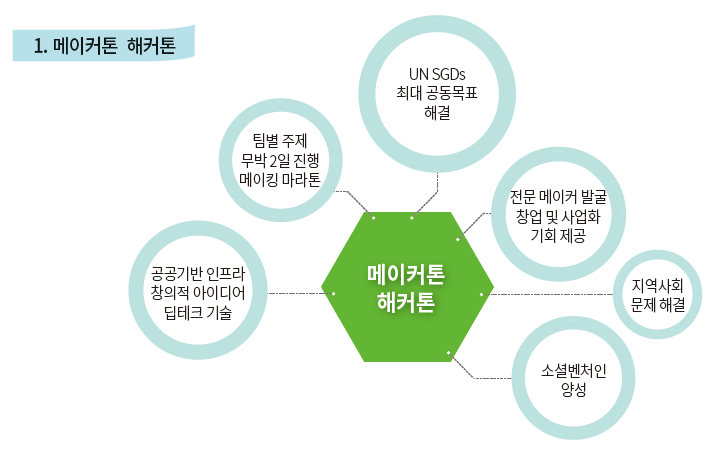 1. 메이커톤 해커톤
UN SGDs
최대 공동목표
해결
팀별 주제
무박 2일 진행
메이킹 마라톤
전문 메이커 발굴
창업 및 사업화
기회 제공
공공기반 인프라
창의적 아이디어
딥테크 기술
메이커톤
해커톤
지역사회
문제 해결
소셜벤처인
양성